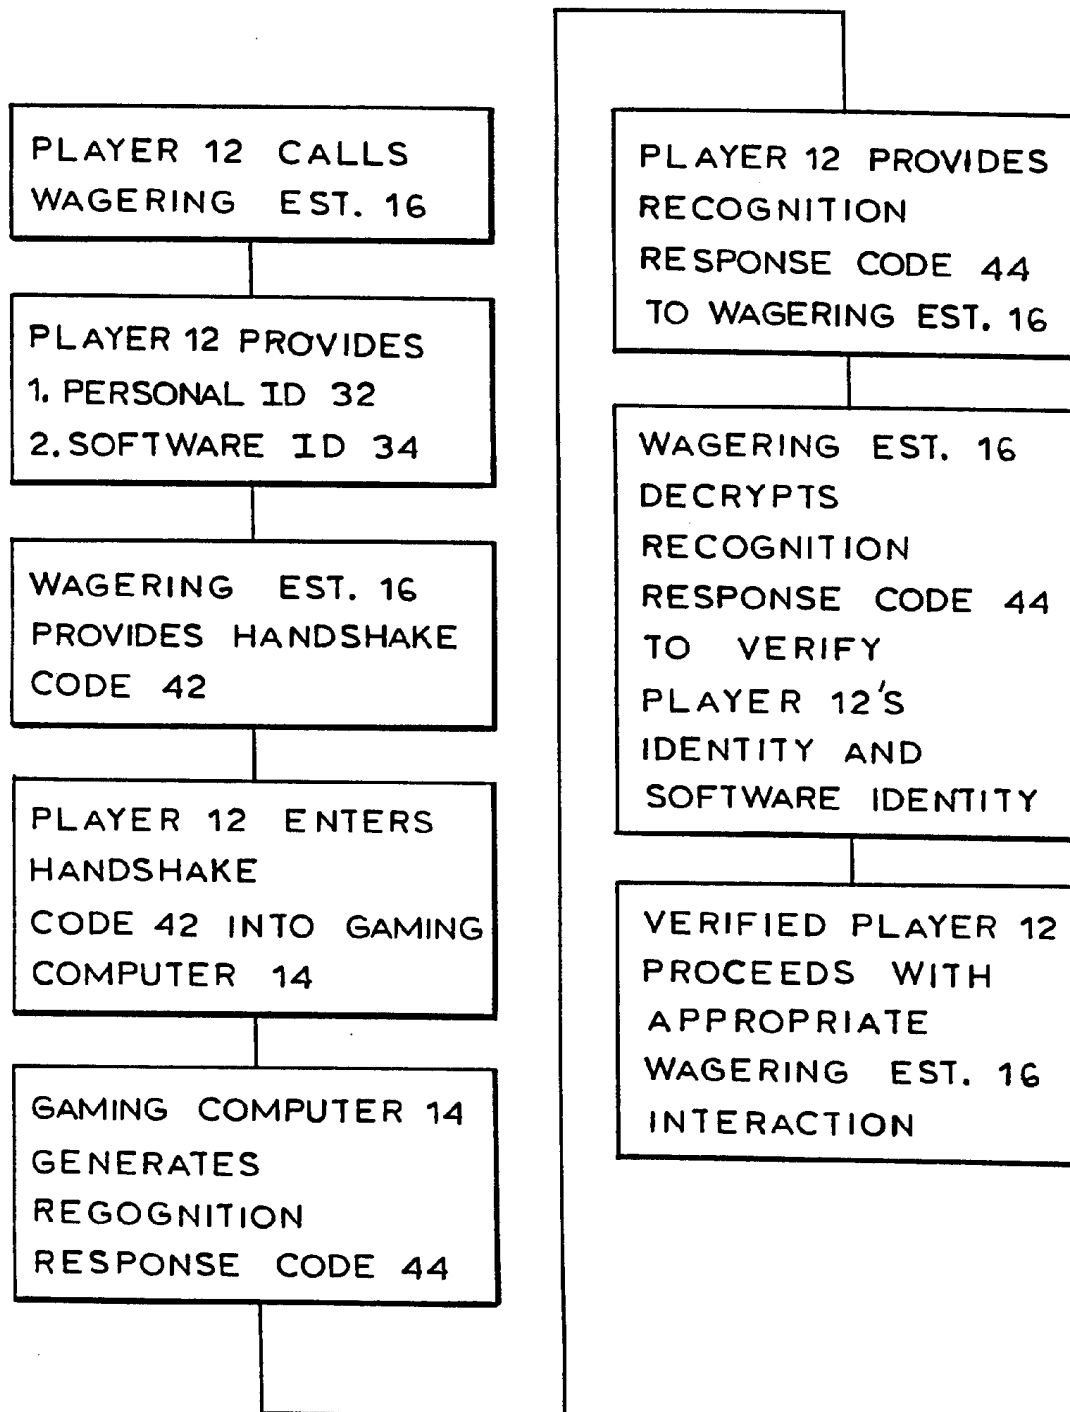 PLAYER 12 CALLS
WAGERING EST. 16
PLAYER 12 PROVIDES
1. PERSONAL ID 32
2. SOFTWARE ID 34
WAGERING EST. 16
PROVIDES HANDSHAKE
CODE 42
PLAYER 12 ENTERS
HANDSHAKE
CODE 42 INTO GAMING
COMPUTER 14
GAMING COMPUTER 14
GENERATES
REGOGNITION
RESPONSE CODE 44
PLAYER 12 PROVIDES
RECOGNITION
RESPONSE CODE 44
TO WAGERING EST. 16
WAGERING EST. 16
DECRYPTS
RECOGNITION
RESPONSE CODE 44
TO VERIFY
PLAYER 12'S
IDENTITY AND
SOFTWARE IDENTITY
VERIFIED PLAYER 12
PROCEEDS WITH
APPROPRIATE
WAGERING EST. 16
INTERACTION